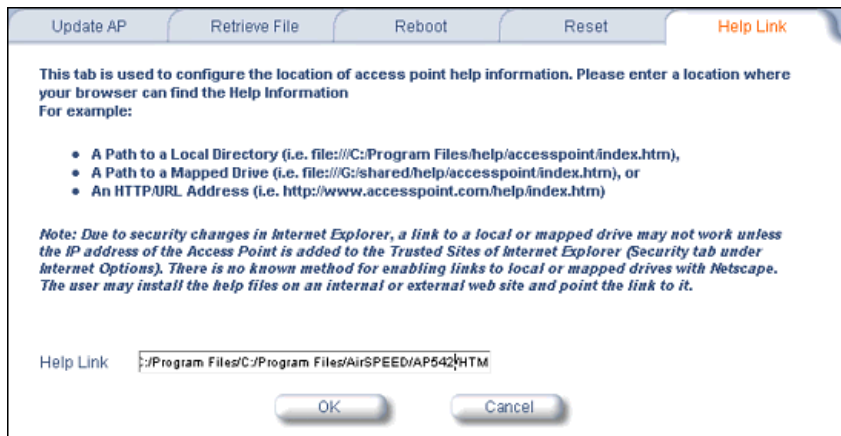 Update AP
Retrieve File
Reboot
Reset
Help Link
This tab is used to configure the location of access point help information. Please enter a location where
your browser can find the Help Information
For example:
• A Path to a Local Directory (i.e. file:///C:/Program Files/help/accesspoint/index.htm),
• A Path to a Mapped Drive (i.e. file:///G:/shared/help/accesspoint/index.htm), or
• An HTTP/URL Address (i.e. http://www.accesspoint.com/help/index.htm)
Note: Due to security changes in Internet Explorer, a link to a local or mapped drive may not work unless
the IP address of the Access Point is added to the Trusted Sites of Internet Explorer (Security tab under
Internet Options). There is no known method for enabling links to local or mapped drives with Netscape.
The user may install the help files on an internal or external web site and point the link to it.
Help Link C:/Program Files/C:/Program Files/AirSPEED/AP542/HTM
OK
Cancel